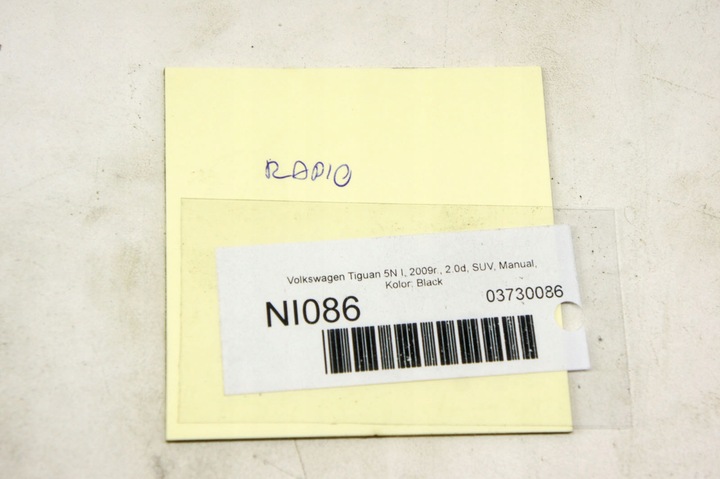 RADIO
Volkswagen Tiguan 5N I, 2009r., 2.0d, SUV, Manual,
Kolor: Black
NI086 03730086